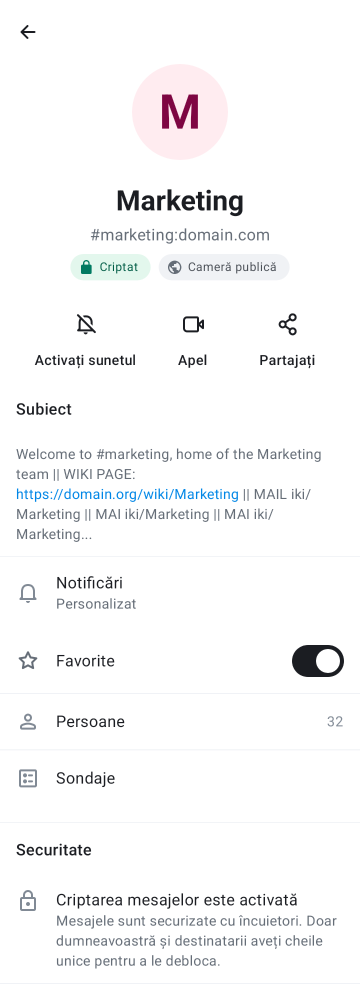 M
Marketing
#marketing:domain.com
Criptat
Cameră publică
Activați sunetul
Apel
Partajați
Subiect
Welcome to #marketing, home of the Marketing
team || WIKI PAGE:
https://domain.org/wiki/Marketing || MAIL iki/
Marketing || MAI iki/Marketing || MAI iki/
Marketing...
Notificări
Personalizat
Favorite
Persoane 32
Sondaje
Securitate
Criptarea mesajelor este activată
Mesajele sunt securizate cu încuietori. Doar
dumneavoastră și destinatarii aveți cheile
unice pentru a le debloca.